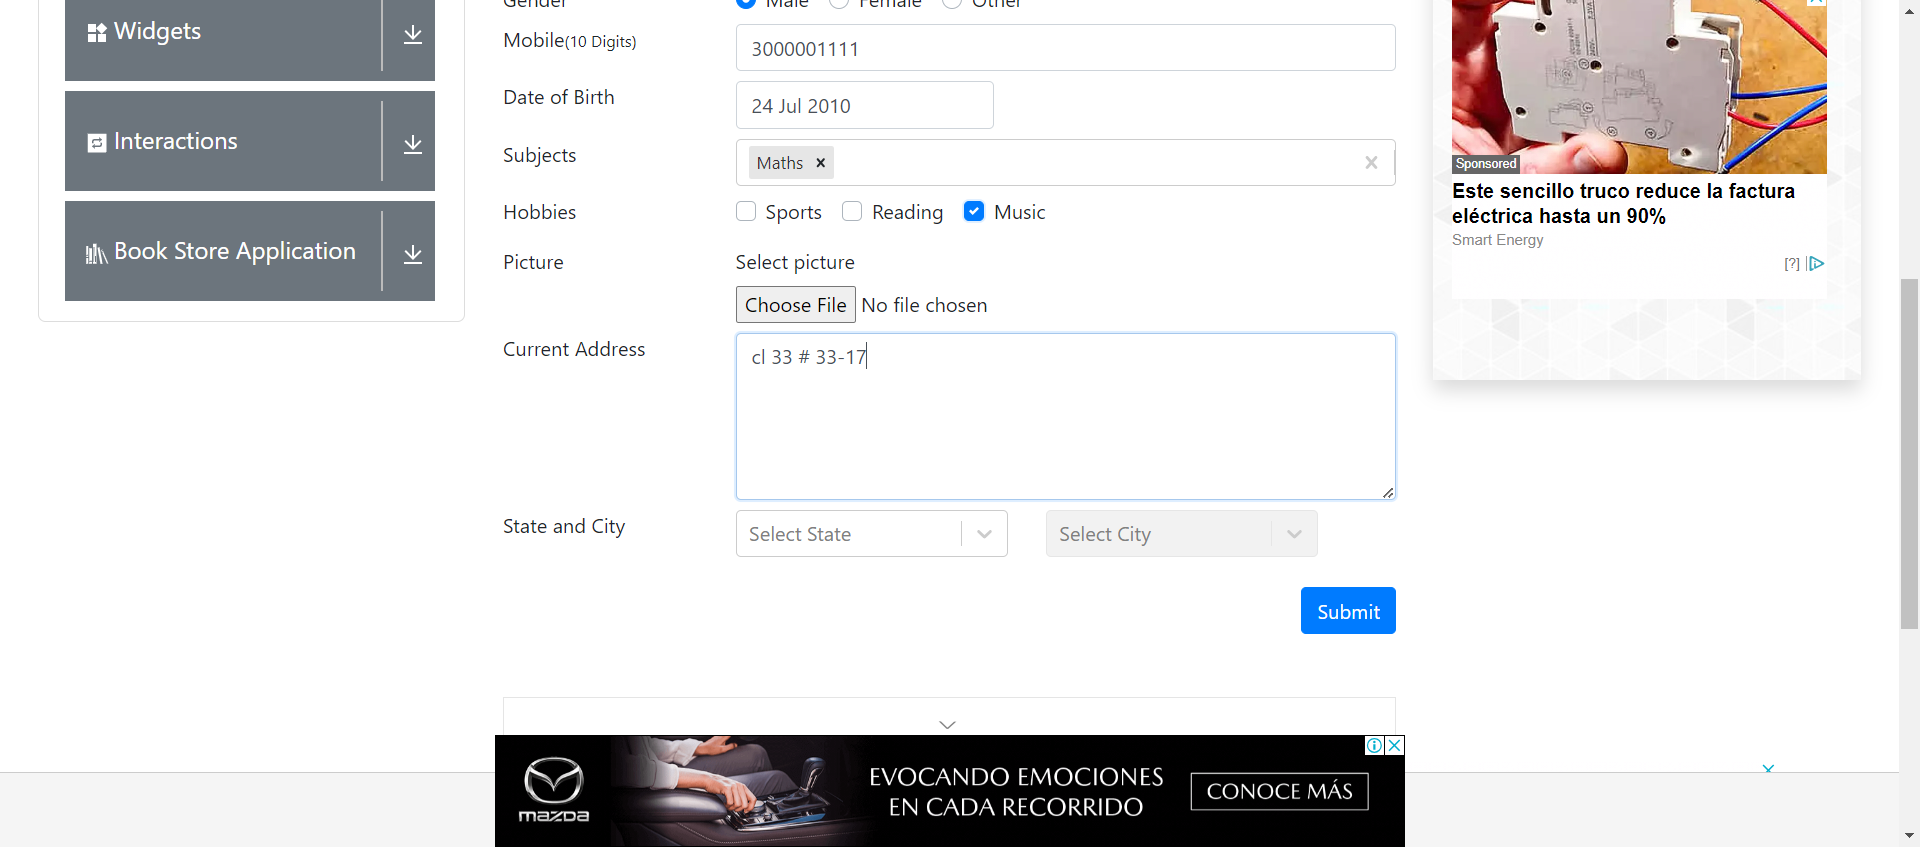 Widgets
Interactions
Book Store Application
Gender
Male Female Other
Mobile(10 Digits)
3000001111
Date of Birth
24 Jul 2010
Subjects
Maths
Hobbies
Sports Reading Music
Picture
Select picture
Choose File No file chosen
Current Address
cl 33 # 33-17
State and City
Select State
Select City
Submit
Sponsored
Este sencillo truco reduce la factura
eléctrica hasta un 90%
Smart Energy
[?]
mazda
EVOCANDO EMOCIONES
EN CADA RECORRIDO
CONOCE MÁS